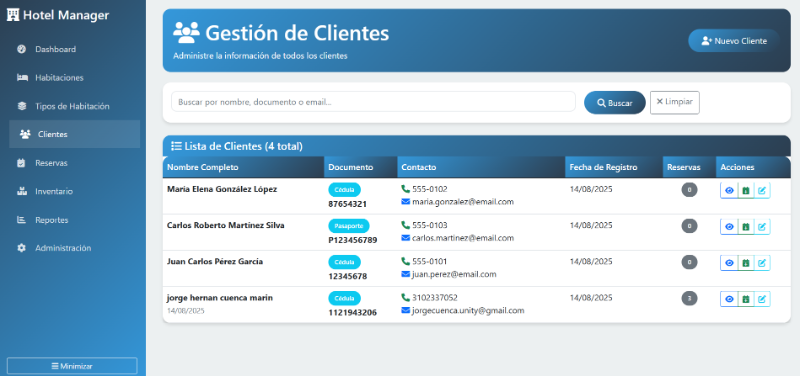 Hotel Manager
Dashboard
Habitaciones
Tipos de Habitación
Clientes
Reservas
Inventario
Reportes
Administración
Minimizar
Gestión de Clientes
Administre la información de todos los clientes
Nuevo Cliente
Buscar por nombre, documento o email...
Buscar
Limpiar
Lista de Clientes (4 total)
Nombre Completo Documento Contacto Fecha de Registro Reservas Acciones
María Elena González López Cédula 555-0102 14/08/2025 0
87654321 maria.gonzalez@email.com
Carlos Roberto Martínez Silva Pasaporte 555-0103 14/08/2025 0
P123456789 carlos.martinez@email.com
Juan Carlos Pérez García Cédula 555-0101 14/08/2025 0
12345678 juan.perez@email.com
jorge hernan cuenca marin Cédula 3102337052 14/08/2025 3
14/08/2025 1121943206 jorgecuenca.unity@gmail.com